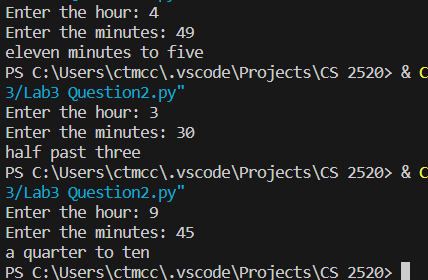 Enter the hour: 4
Enter the minutes: 49
eleven minutes to five
PS C:\Users\ctmcc\.vscode\Projects\CS 2520> & C
3/Lab3 Question2.py"
Enter the hour: 3
Enter the minutes: 30
half past three
PS C:\Users\ctmcc\.vscode\Projects\CS 2520> & C
3/Lab3 Question2.py"
Enter the hour: 9
Enter the minutes: 45
a quarter to ten
PS C:\Users\ctmcc\.vscode\Projects\CS 2520>